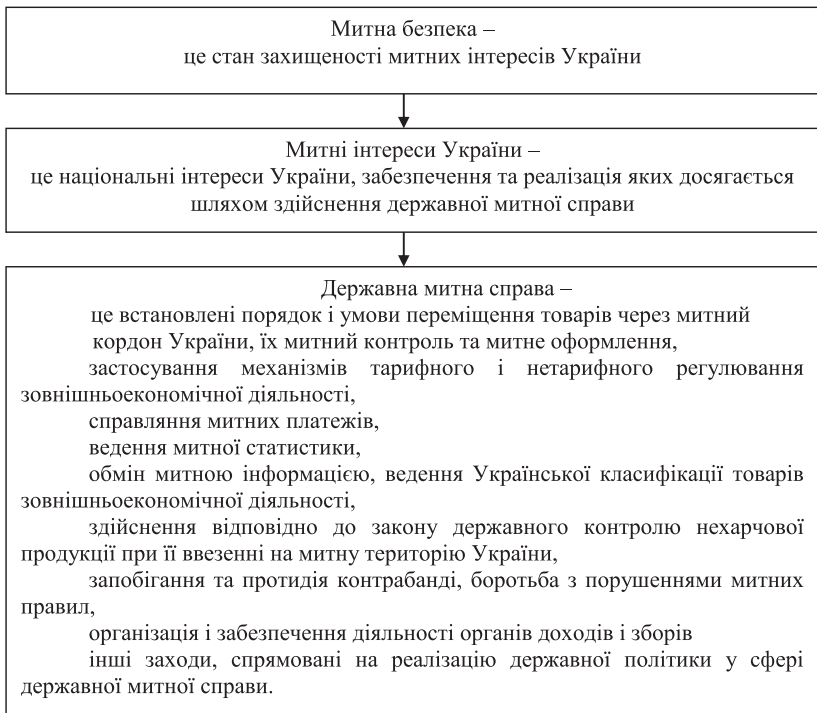 Митна безпека –
це стан захищеності митних інтересів України
Митні інтереси України –
це національні інтереси України, забезпечення та реалізація яких досягається
шляхом здійснення державної митної справи
Державна митна справа –
це встановлені порядок і умови переміщення товарів через митний
кордон України, їх митний контроль та митне оформлення,
застосування механізмів тарифного і нетарифного регулювання
зовнішньоекономічної діяльності,
справляння митних платежів,
ведення митної статистики,
обмін митною інформацією, ведення Української класифікації товарів
зовнішньоекономічної діяльності,
здійснення відповідно до закону державного контролю нехарчової
продукції при її ввезенні на митну територію України,
запобігання та протидія контрабанді, боротьба з порушеннями митних
правил,
організація і забезпечення діяльності органів доходів і зборів
інші заходи, спрямовані на реалізацію державної політики у сфері
державної митної справи.